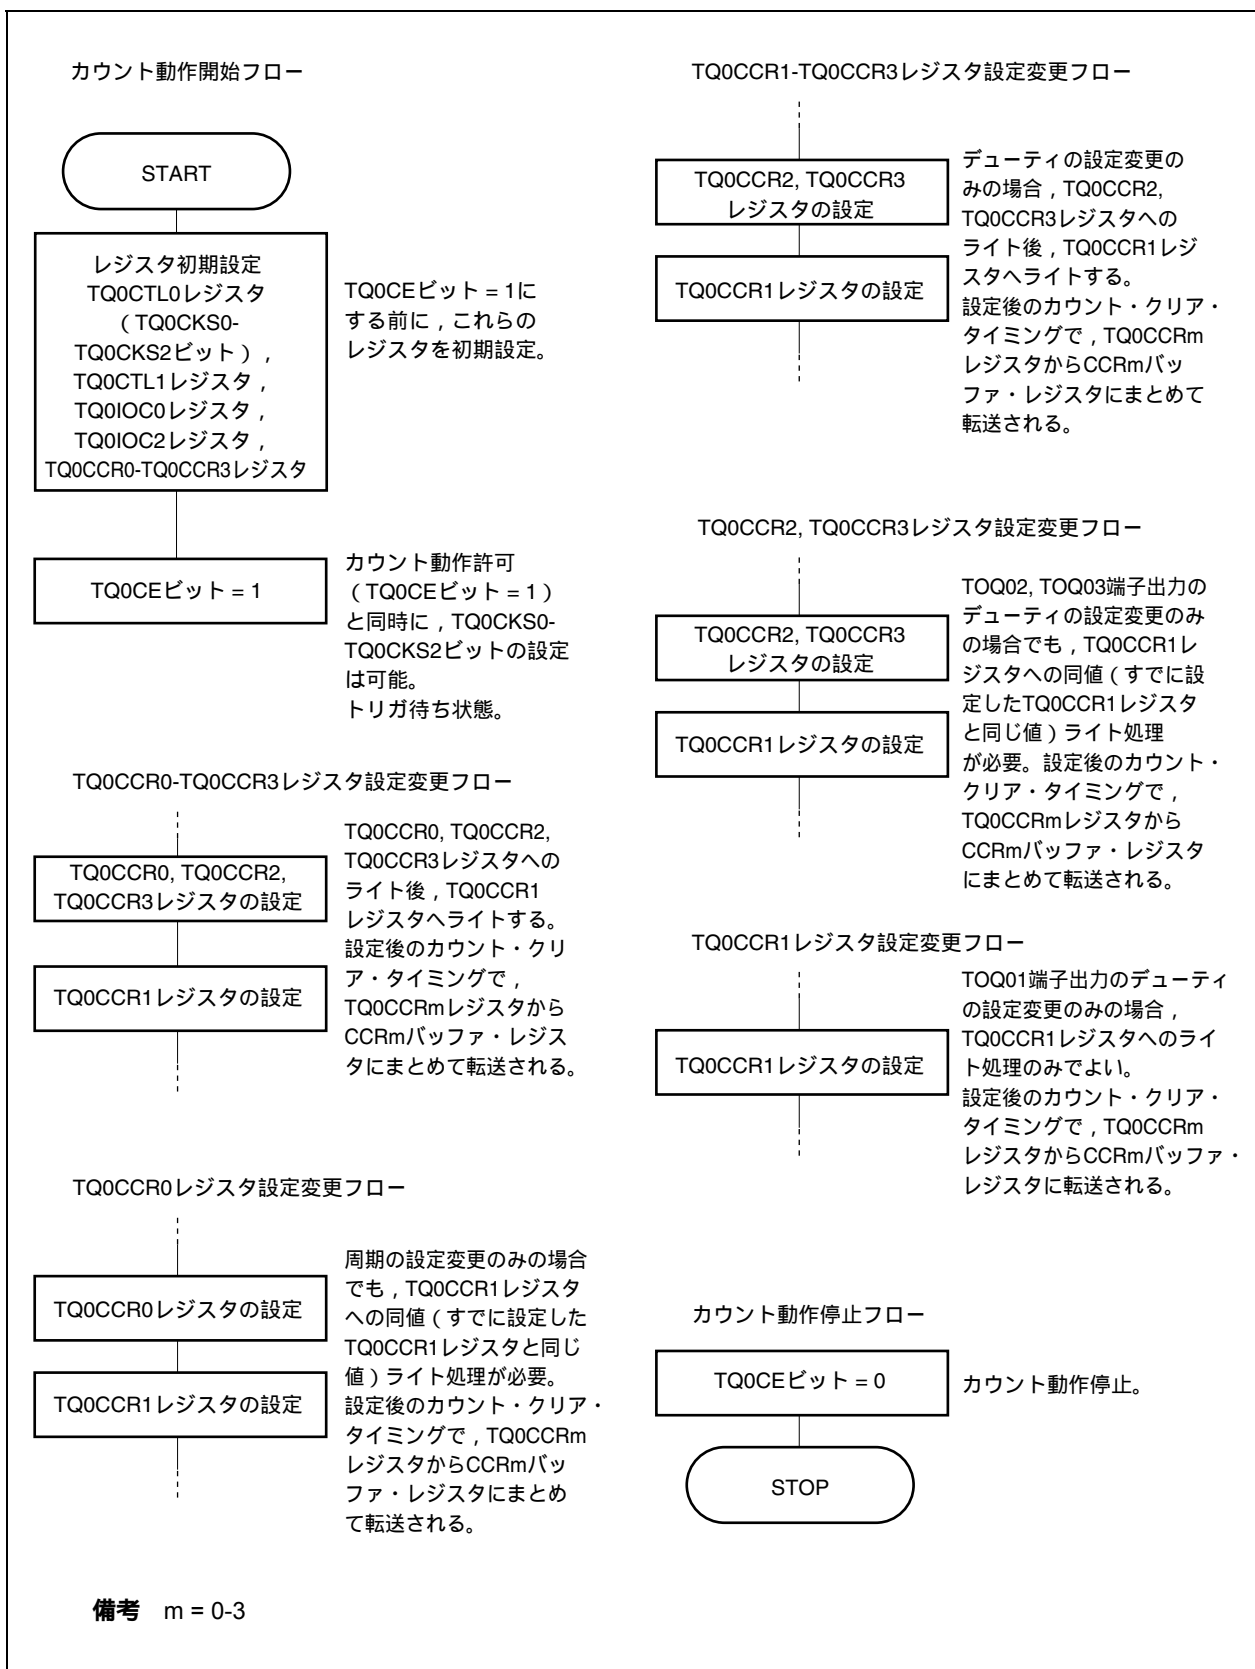 カウント動作開始フロー
START
レジスタ初期設定
TQ0CTL0レジスタ
（TQ0CKS0-
TQ0CKS2ビット），
TQ0CTL1レジスタ，
TQ0IOC0レジスタ，
TQ0IOC2レジスタ，
TQ0CCR0-TQ0CCR3レジスタ
TQ0CEビット = 1に
する前に，これらの
レジスタを初期設定。
TQ0CEビット = 1
カウント動作許可
（TQ0CEビット = 1）
と同時に，TQ0CKS0-
TQ0CKS2ビットの設定
は可能。
トリガ待ち状態。
TQ0CCR0-TQ0CCR3レジスタ設定変更フロー
TQ0CCR0, TQ0CCR2,
TQ0CCR3レジスタの設定
TQ0CCR1レジスタの設定
TQ0CCR0, TQ0CCR2,
TQ0CCR3レジスタへの
ライト後，TQ0CCR1
レジスタへライトする。
設定後のカウント・クリ
ア・タイミングで，
TQ0CCRmレジスタから
CCRmバッファ・レジス
タにまとめて転送される。
TQ0CCR0レジスタ設定変更フロー
TQ0CCR0レジスタの設定
TQ0CCR1レジスタの設定
周期の設定変更のみの場合
でも，TQ0CCR1レジスタ
への同値（すでに設定した
TQ0CCR1レジスタと同じ
値）ライト処理が必要。
設定後のカウント・クリア・
タイミングで，TQ0CCRm
レジスタからCCRmバッ
ファ・レジスタにまとめ
て転送される。
TQ0CCR1-TQ0CCR3レジスタ設定変更フロー
TQ0CCR2, TQ0CCR3
レジスタの設定
TQ0CCR1レジスタの設定
デューティの設定変更の
みの場合，TQ0CCR2,
TQ0CCR3レジスタへの
ライト後，TQ0CCR1レジ
スタへライトする。
設定後のカウント・クリア・
タイミングで，TQ0CCRm
レジスタからCCRmバッ
ファ・レジスタにまとめて
転送される。
TQ0CCR2, TQ0CCR3レジスタ設定変更フロー
TQ0CCR2, TQ0CCR3
レジスタの設定
TQ0CCR1レジスタの設定
TOQ02, TOQ03端子出力の
デューティの設定変更のみ
の場合でも，TQ0CCR1レ
ジスタへの同値（すでに設
定したTQ0CCR1レジスタ
と同じ値）ライト処理
が必要。設定後のカウント・
クリア・タイミングで，
TQ0CCRmレジスタから
CCRmバッファ・レジスタ
にまとめて転送される。
TQ0CCR1レジスタ設定変更フロー
TQ0CCR1レジスタの設定
TOQ01端子出力のデューティ
の設定変更のみの場合，
TQ0CCR1レジスタへのライ
ト処理のみでよい。
設定後のカウント・クリア・
タイミングで，TQ0CCRm
レジスタからCCRmバッファ・
レジスタに転送される。
カウント動作停止フロー
TQ0CEビット = 0
カウント動作停止。
STOP
備考 m = 0-3